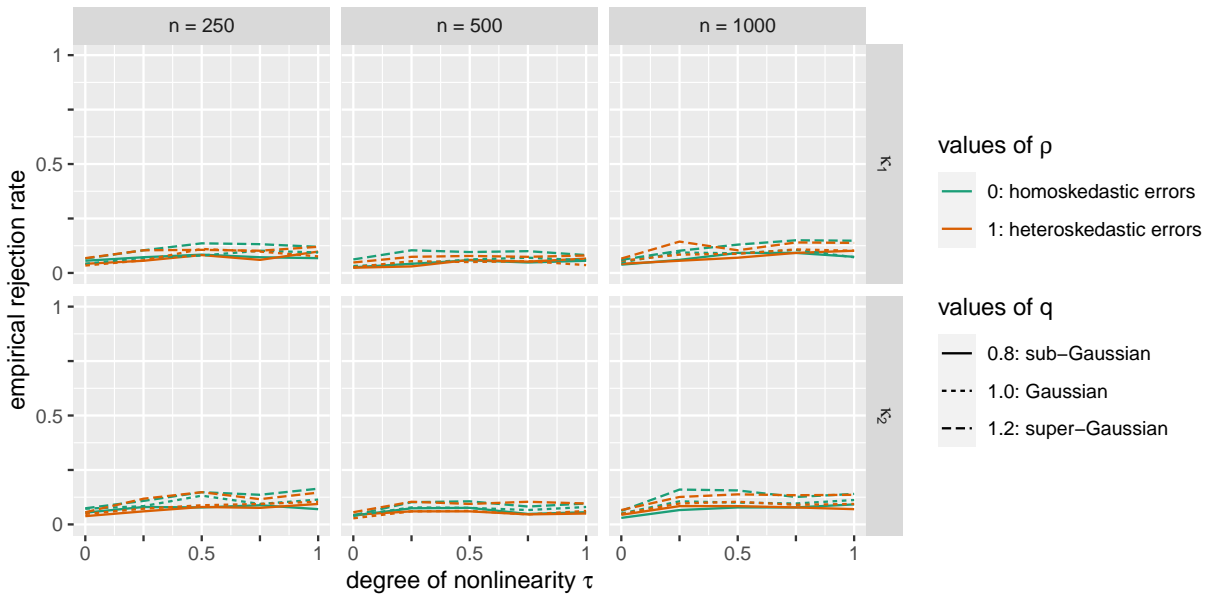 n = 250
n = 500
n = 1000
empirical rejection rate
1
0.5
0
κ1
1
0.5
0
κ2
0
0.5
1
0
0.5
1
0
0.5
1
degree of nonlinearity τ
values of ρ
0: homoskedastic errors
1: heteroskedastic errors
values of q
0.8: sub−Gaussian
1.0: Gaussian
1.2: super−Gaussian